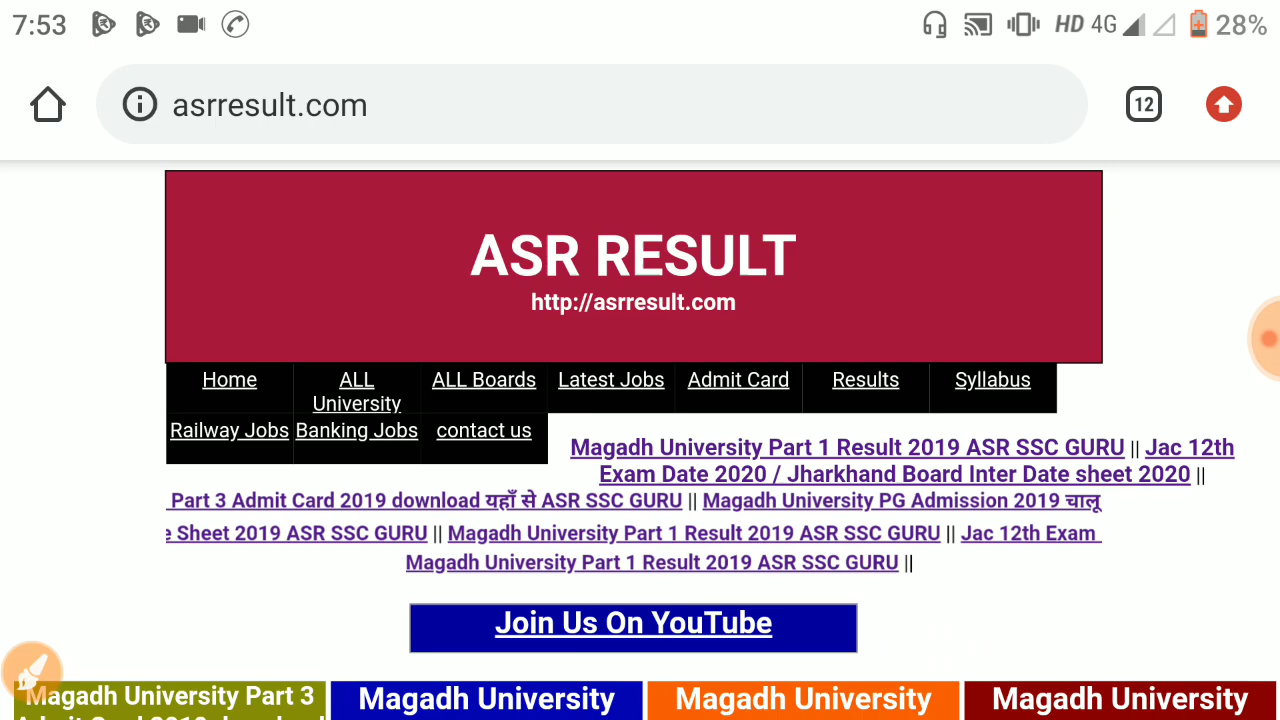 7:53 HD 4G 28%
asrresult.com 12
ASR RESULT
http://asrresult.com
Home ALL University ALL Boards Latest Jobs Admit Card Results Syllabus
Railway Jobs Banking Jobs contact us
Magadh University Part 1 Result 2019 ASR SSC GURU || Jac 12th
Exam Date 2020 / Jharkhand Board Inter Date sheet 2020 ||
Part 3 Admit Card 2019 download यहाँ से ASR SSC GURU || Magadh University PG Admission 2019 चालू
e Sheet 2019 ASR SSC GURU || Magadh University Part 1 Result 2019 ASR SSC GURU || Jac 12th Exam
Magadh University Part 1 Result 2019 ASR SSC GURU ||
Join Us On YouTube
Magadh University Part 3 Magadh University Magadh University Magadh University